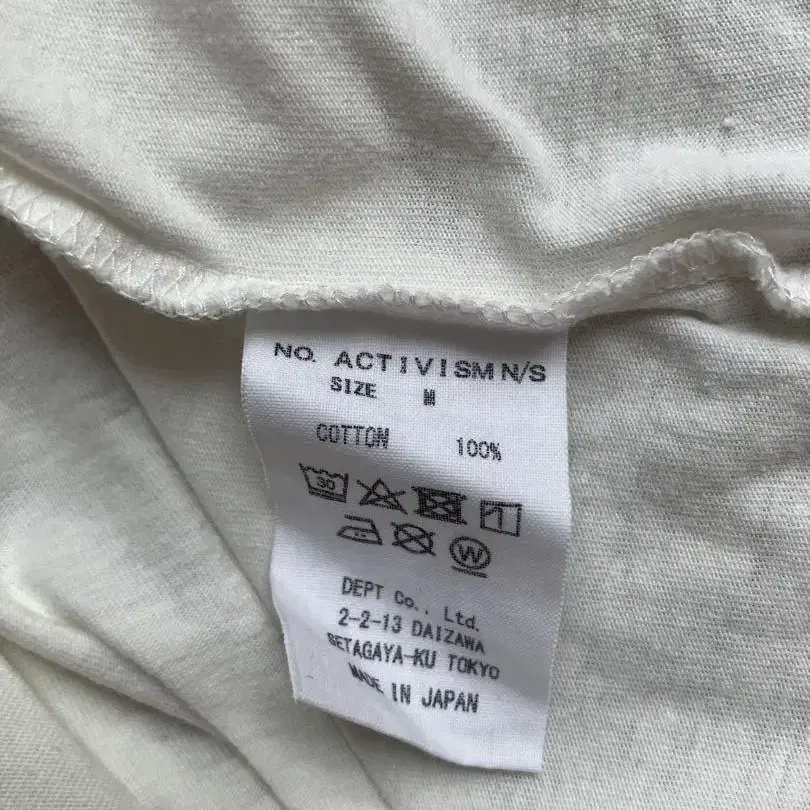 NO. ACTIVISM N/S
SIZE M
COTTON 100%
30
W
DEPT Co., Ltd.
2-2-13 DAIZAWA
SETAGAYA-KU TOKYO
MADE IN JAPAN